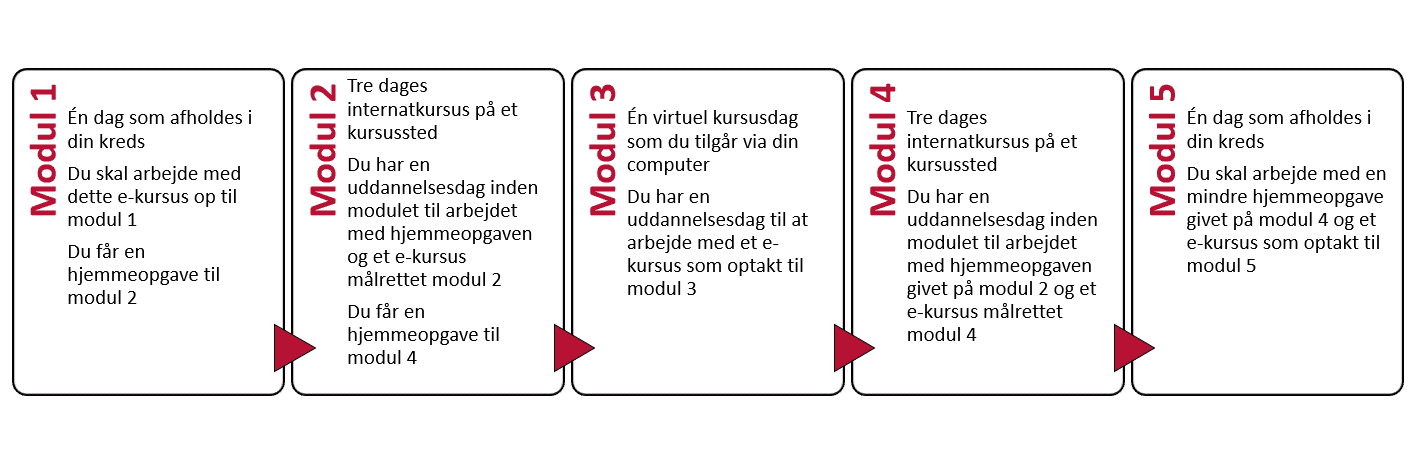 Modul 1
Én dag som afholdes i
din kreds
Du skal arbejde med
dette e-kursus op til
modul 1
Du får en
hjemmeopgave til
modul 2
Modul 2
Tre dages
internatkursus på et
kursussted
Du har en
uddannelsesdag inden
modulet til arbejdet
med hjemmeopgaven
og et e-kursus
målrettet modul 2
Du får en
hjemmeopgave til
modul 4
Modul 3
Én virtuel kursusdag
som du tilgår via din
computer
Du har en
uddannelsesdag til at
arbejde med et e-
kursus som optakt til
modul 3
Modul 4
Tre dages
internatkursus på et
kursussted
Du har en
uddannelsesdag inden
modulet til arbejdet
med hjemmeopgaven
givet på modul 2 og et
e-kursus målrettet
modul 4
Modul 5
Én dag som afholdes i
din kreds
Du skal arbejde med en
mindre hjemmeopgave
givet på modul 4 og et
e-kursus som optakt til
modul 5